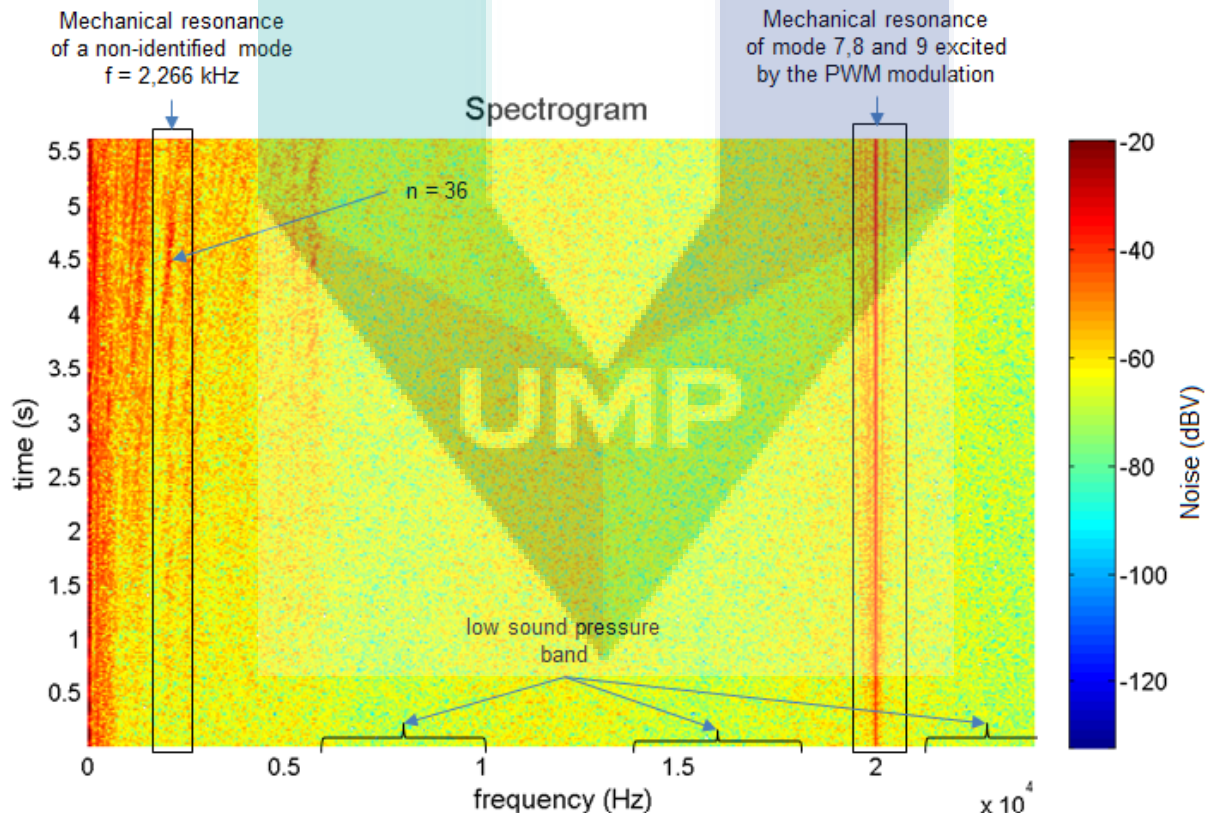 Mechanical resonance
of a non-identified mode
f = 2,266 kHz
Mechanical resonance
of mode 7,8 and 9 excited
by the PWM modulation
Spectrogram
n = 36
UMP
low sound pressure
band
time (s)
5.5
5
4.5
4
3.5
3
2.5
2
1.5
1
0.5
0
0.5
1
1.5
2
x 10⁴
frequency (Hz)
-20
-40
-60
-80
-100
-120
Noise (dBV)